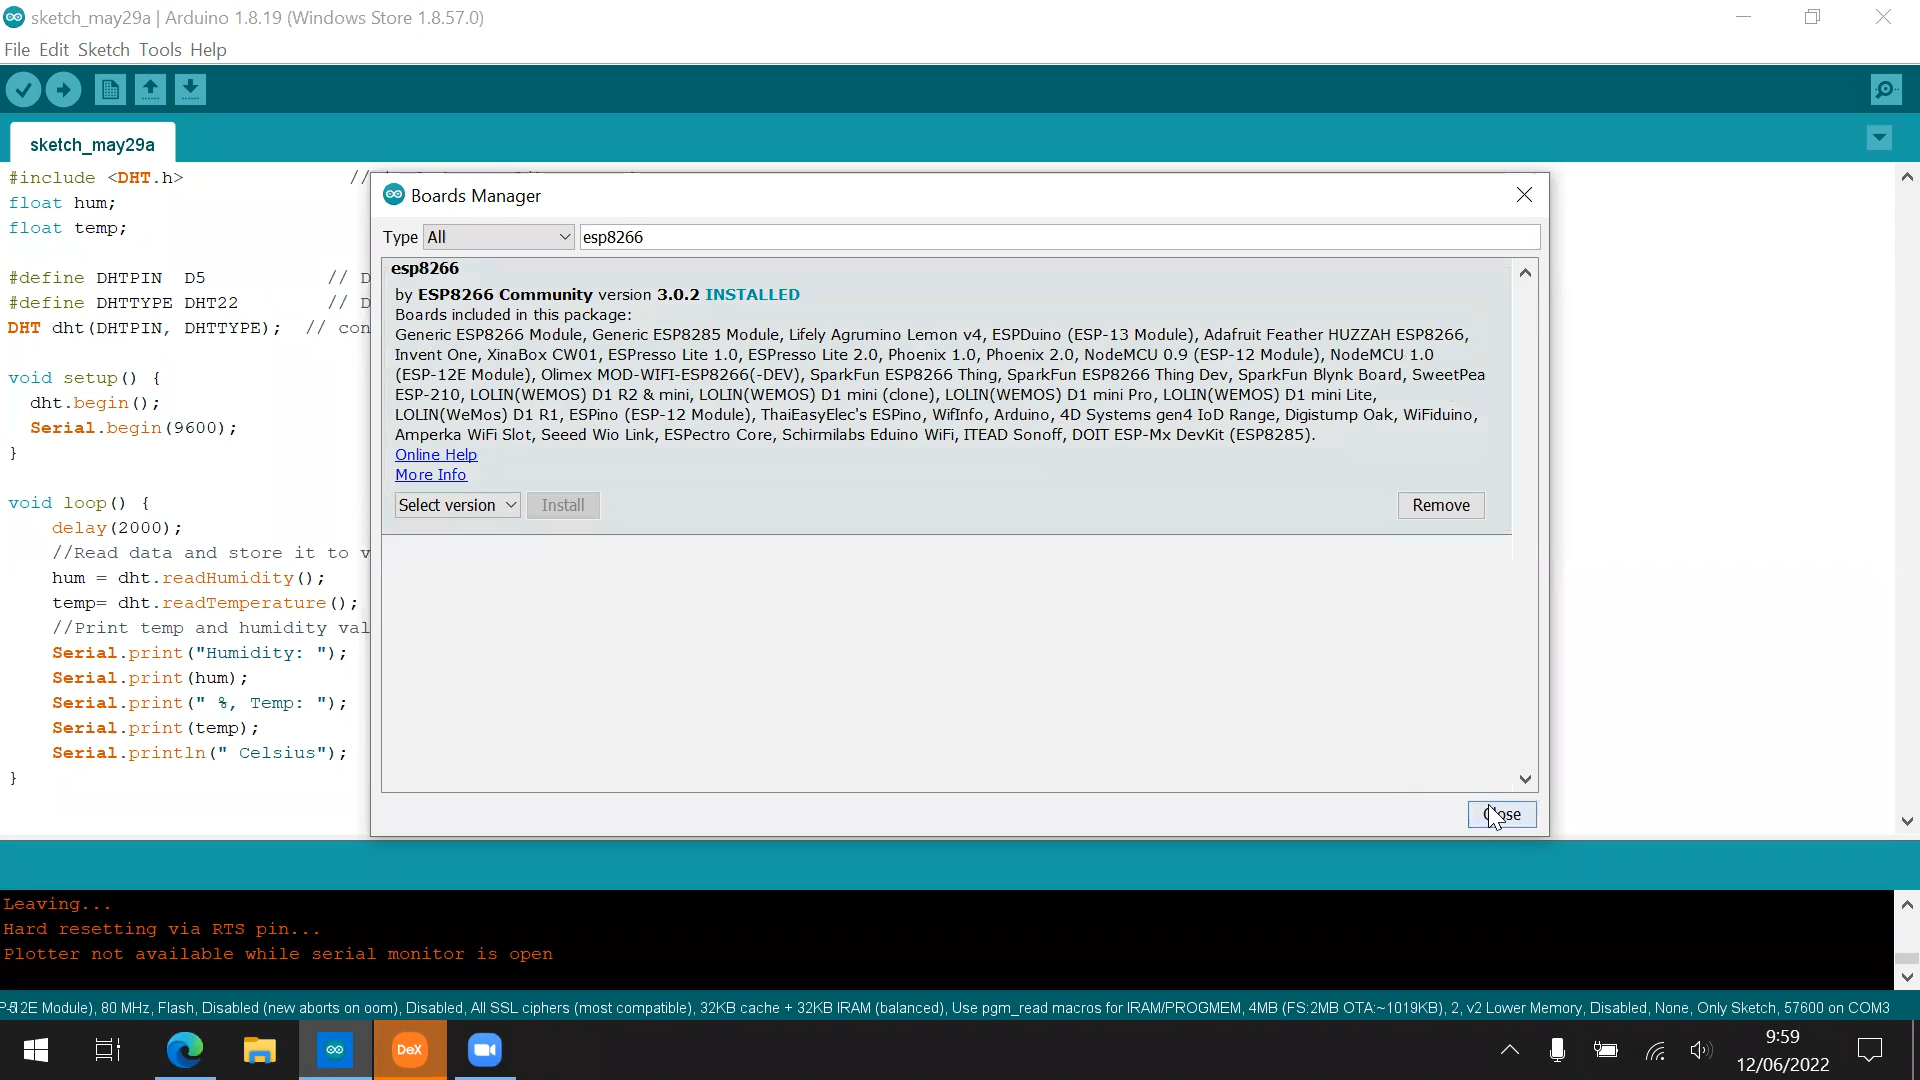 sketch_may29a | Arduino 1.8.19 (Windows Store 1.8.57.0)
File Edit Sketch Tools Help
sketch_may29a
#include <DHT.h> //
float hum;
float temp;
#define DHTPIN D5 // D
#define DHTTYPE DHT22 // D
DHT dht(DHTPIN, DHTTYPE); // con
void setup() {
dht.begin();
Serial.begin(9600);
}
void loop() {
delay(2000);
//Read data and store it to v
hum = dht.readHumidity();
temp= dht.readTemperature();
//Print temp and humidity val
Serial.print("Humidity: ");
Serial.print(hum);
Serial.print(" %, Temp: ");
Serial.print(temp);
Serial.println(" Celsius");
}
Boards Manager
Type All esp8266
esp8266
by ESP8266 Community version 3.0.2 INSTALLED
Boards included in this package:
Generic ESP8266 Module, Generic ESP8285 Module, Lifely Agrumino Lemon v4, ESPDuino (ESP-13 Module), Adafruit Feather HUZZAH ESP8266,
Invent One, XinaBox CW01, ESPresso Lite 1.0, ESPresso Lite 2.0, Phoenix 1.0, Phoenix 2.0, NodeMCU 0.9 (ESP-12 Module), NodeMCU 1.0
(ESP-12E Module), Olimex MOD-WIFI-ESP8266(-DEV), SparkFun ESP8266 Thing, SparkFun ESP8266 Thing Dev, SparkFun Blynk Board, SweetPea
ESP-210, LOLIN(WEMOS) D1 R2 & mini, LOLIN(WEMOS) D1 mini (clone), LOLIN(WEMOS) D1 mini Pro, LOLIN(WEMOS) D1 mini Lite,
LOLIN(WeMos) D1 R1, ESPino (ESP-12 Module), ThaiEasyElec's ESPino, WifInfo, Arduino, 4D Systems gen4 IoD Range, Digistump Oak, WiFiduino,
Amperka WiFi Slot, Seeed Wio Link, ESPectro Core, Schirmilabs Eduino WiFi, ITEAD Sonoff, DOIT ESP-Mx DevKit (ESP8285).
Online Help
More Info
Select version Install Remove
Close
Leaving...
Hard resetting via RTS pin...
Plotter not available while serial monitor is open
12E Module), 80 MHz, Flash, Disabled (new aborts on oom), Disabled, All SSL ciphers (most compatible), 32KB cache + 32KB IRAM (balanced), Use pgm_read macros for IRAM/PROGMEM, 4MB (FS:2MB OTA:~1019KB), 2, v2 Lower Memory, Disabled, None, Only Sketch, 57600 on COM3
DeX
9:59
12/06/2022